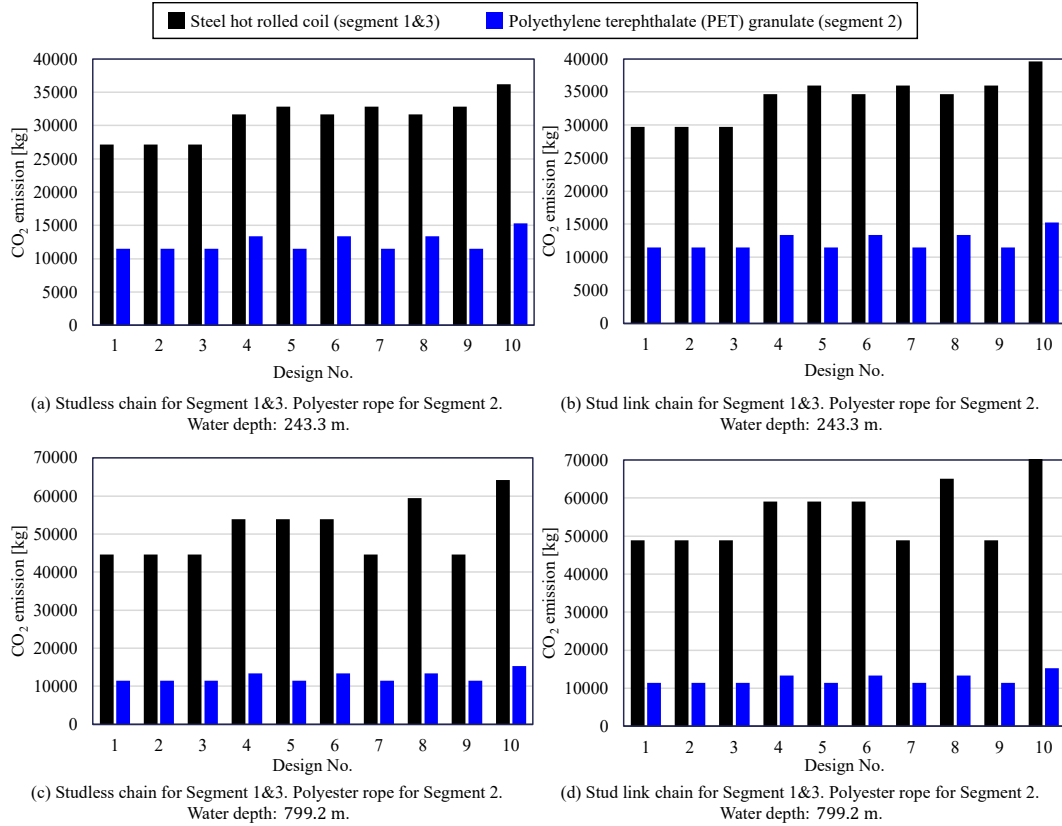 Steel hot rolled coil (segment 1&3)
Polyethylene terephthalate (PET) granulate (segment 2)
CO2 emission [kg]
40000
35000
30000
25000
20000
15000
10000
5000
0
1 2 3 4 5 6 7 8 9 10
Design No.
(a) Studless chain for Segment 1&3. Polyester rope for Segment 2.
Water depth: 243.3 m.
CO2 emission [kg]
40000
35000
30000
25000
20000
15000
10000
5000
0
1 2 3 4 5 6 7 8 9 10
Design No.
(b) Stud link chain for Segment 1&3. Polyester rope for Segment 2.
Water depth: 243.3 m.
CO2 emission [kg]
70000
60000
50000
40000
30000
20000
10000
0
1 2 3 4 5 6 7 8 9 10
Design No.
(c) Studless chain for Segment 1&3. Polyester rope for Segment 2.
Water depth: 799.2 m.
CO2 emission [kg]
70000
60000
50000
40000
30000
20000
10000
0
1 2 3 4 5 6 7 8 9 10
Design No.
(d) Stud link chain for Segment 1&3. Polyester rope for Segment 2.
Water depth: 799.2 m.